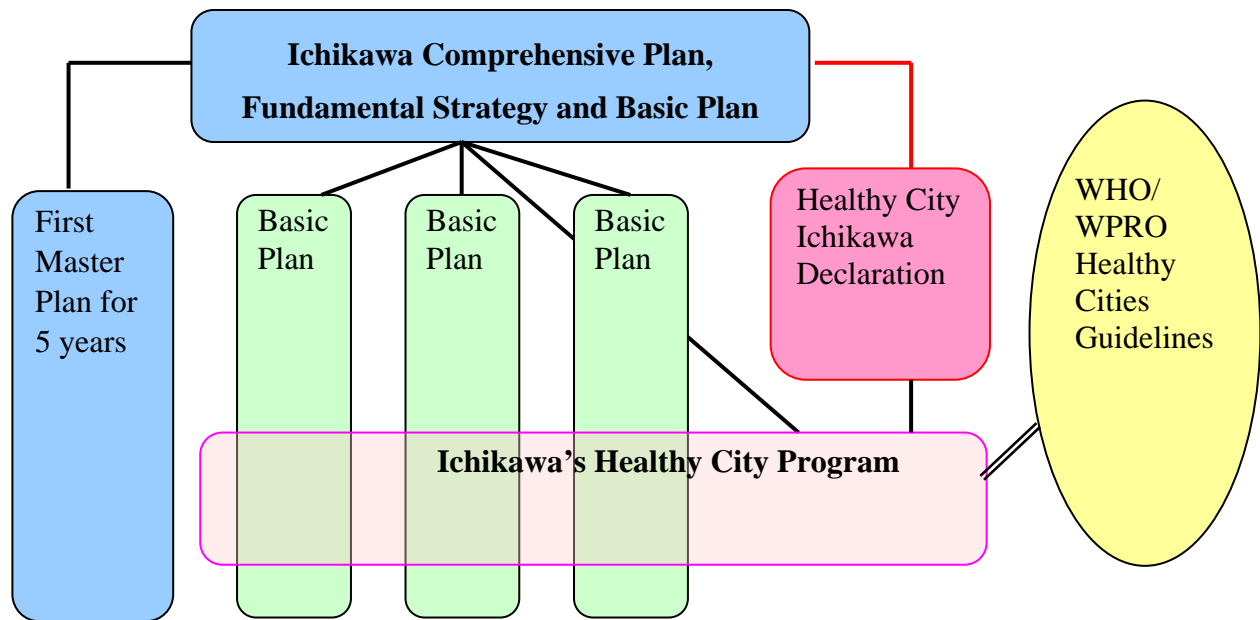 Ichikawa Comprehensive Plan,
Fundamental Strategy and Basic Plan
First
Master
Plan for
5 years
Basic
Plan
Basic
Plan
Basic
Plan
Healthy City
Ichikawa
Declaration
WHO/
WPRO
Healthy
Cities
Guidelines
Ichikawa’s Healthy City Program